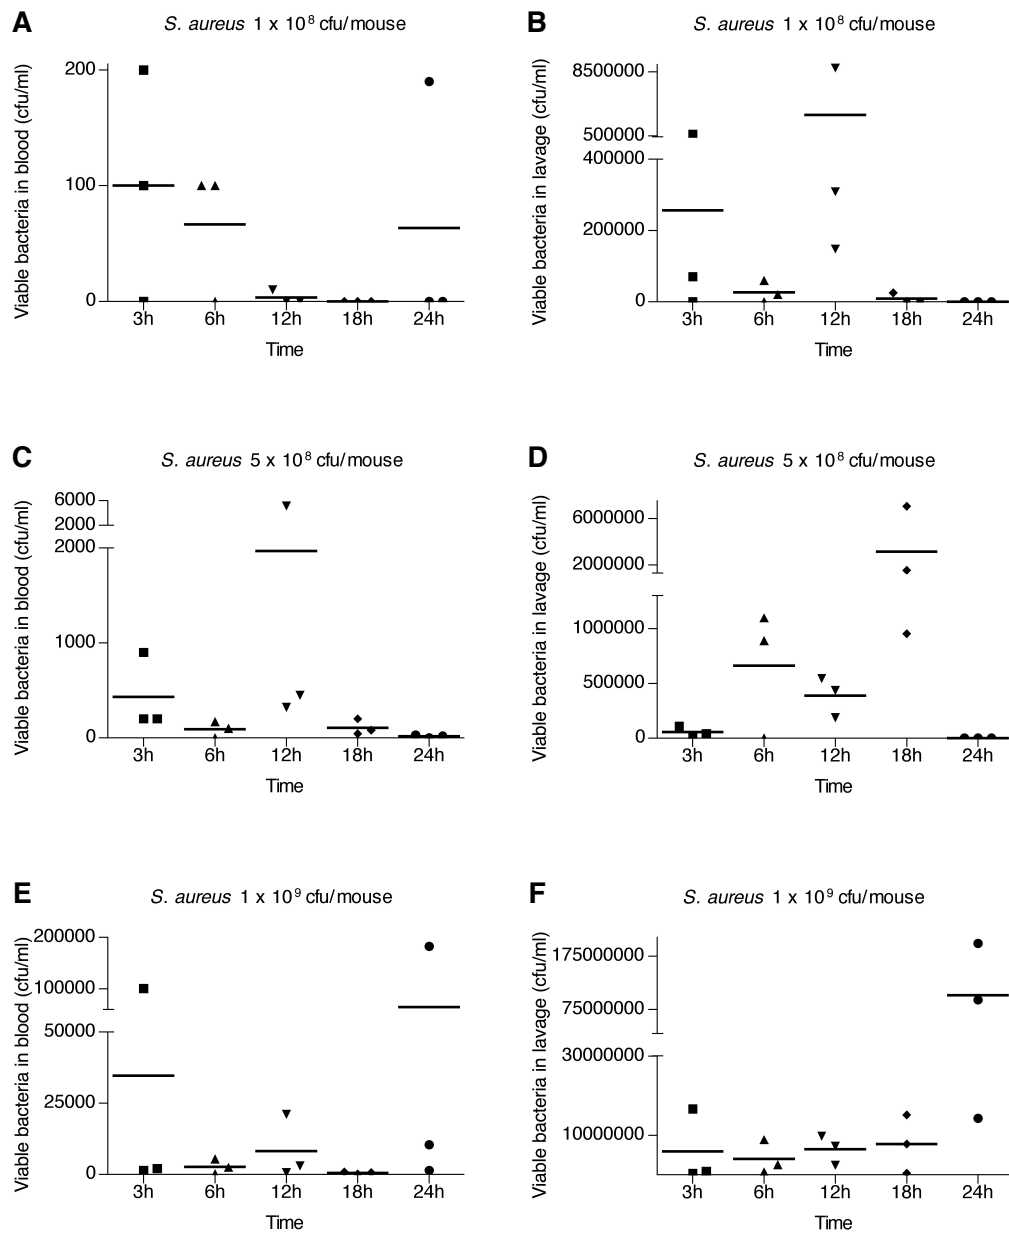 A
S. aureus 1 x 10⁸ cfu/mouse
Viable bacteria in blood (cfu/ml)
200
100
0
3h 6h 12h 18h 24h
Time
B
S. aureus 1 x 10⁸ cfu/mouse
Viable bacteria in lavage (cfu/ml)
8500000
500000
400000
200000
0
3h 6h 12h 18h 24h
Time
C
S. aureus 5 x 10⁸ cfu/mouse
Viable bacteria in blood (cfu/ml)
6000
2000
2000
1000
0
3h 6h 12h 18h 24h
Time
D
S. aureus 5 x 10⁸ cfu/mouse
Viable bacteria in lavage (cfu/ml)
6000000
2000000
1000000
500000
0
3h 6h 12h 18h 24h
Time
E
S. aureus 1 x 10⁹ cfu/mouse
Viable bacteria in blood (cfu/ml)
200000
100000
50000
25000
0
3h 6h 12h 18h 24h
Time
F
S. aureus 1 x 10⁹ cfu/mouse
Viable bacteria in lavage (cfu/ml)
175000000
75000000
30000000
10000000
3h 6h 12h 18h 24h
Time